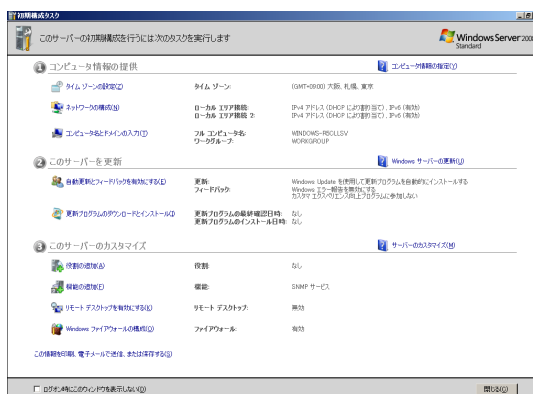 初期構成タスク
このサーバーの初期構成を行うには次のタスクを実行します
Windows Server 2008
Standard
1 コンピュータ情報の提供
コンピュータ情報の指定(Y)
タイム ゾーンの設定(Z)
タイム ゾーン:
(GMT+09:00) 大阪、札幌、東京
ネットワークの構成(N)
ローカル エリア接続:
IPv4 アドレス (DHCP により割り当て)、IPv6 (有効)
ローカル エリア接続 2:
IPv4 アドレス (DHCP により割り当て)、IPv6 (有効)
コンピュータ名とドメインの入力(T)
フル コンピュータ名:
ワークグループ:
WORKGROUP
2 このサーバーを更新
Windows サーバーの更新(U)
自動更新とフィードバックを有効にする(E)
更新:
Windows Update を使用して更新プログラムを自動的にインストールする
フィードバック:
Windows エラー報告を無効にする
カスタマ エクスペリエンス向上プログラムに参加しない
更新プログラムのダウンロードとインストール(I)
更新プログラムの最終確認日時:
なし
更新プログラムのインストール日時:
なし
3 このサーバーのカスタマイズ
サーバーのカスタマイズ(M)
役割の追加(A)
役割:
なし
機能の追加(F)
機能:
SNMP サービス
リモート デスクトップを有効にする(K)
リモート デスクトップ:
無効
Windows ファイアウォールの構成(O)
ファイアウォール:
有効
この情報を印刷、電子メールで送信、または保存する(S)
ログオン時にこのウィンドウを表示しない(D)
閉じる(C)